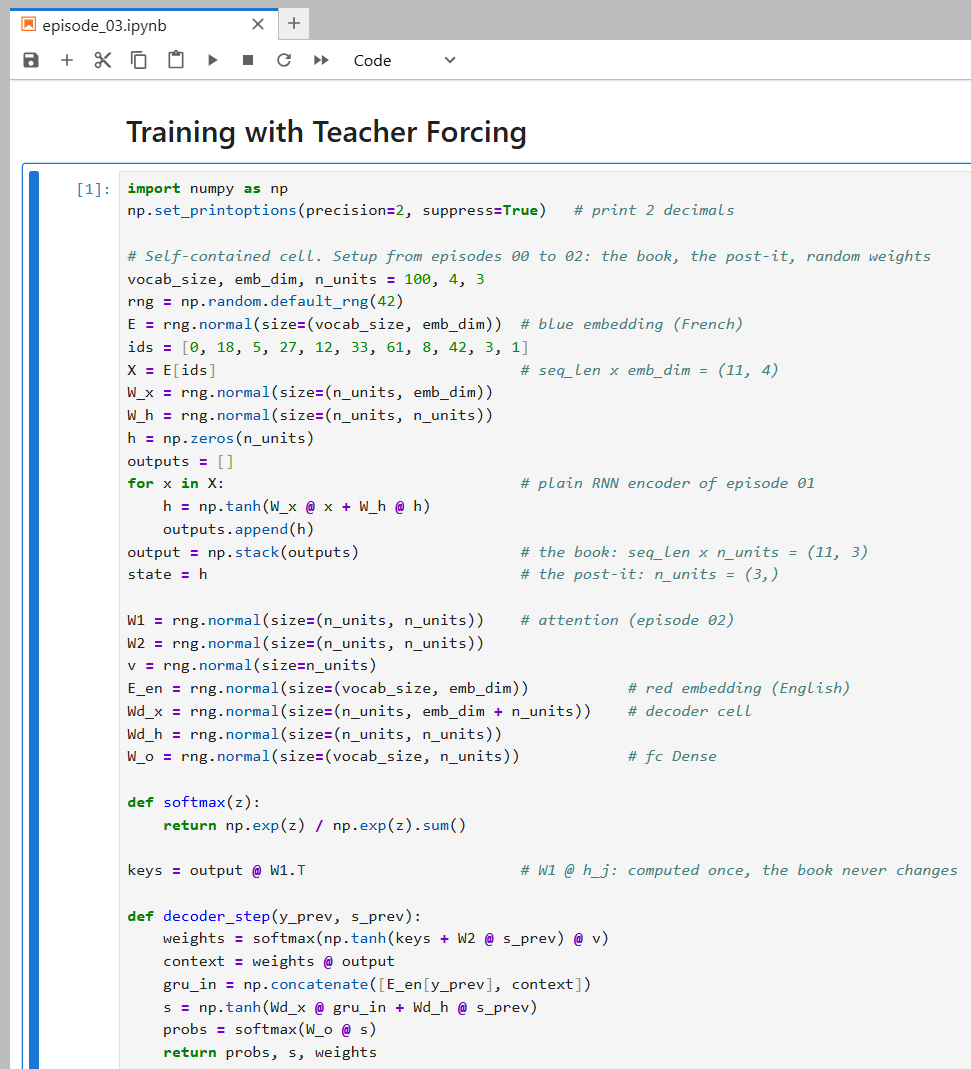 episode_03.ipynb
Code
Training with Teacher Forcing
[1]:
import numpy as np
np.set_printoptions(precision=2, suppress=True)   # print 2 decimals

# Self-contained cell. Setup from episodes 00 to 02: the book, the post-it, random weights
vocab_size, emb_dim, n_units = 100, 4, 3
rng = np.random.default_rng(42)
E = rng.normal(size=(vocab_size, emb_dim))  # blue embedding (French)
ids = [0, 18, 5, 27, 12, 33, 61, 8, 42, 3, 1]
X = E[ids]                                  # seq_len x emb_dim = (11, 4)
W_x = rng.normal(size=(n_units, emb_dim))
W_h = rng.normal(size=(n_units, n_units))
h = np.zeros(n_units)
outputs = []
for x in X:                                 # plain RNN encoder of episode 01
    h = np.tanh(W_x @ x + W_h @ h)
    outputs.append(h)
output = np.stack(outputs)                  # the book: seq_len x n_units = (11, 3)
state = h                                   # the post-it: n_units = (3,)

W1 = rng.normal(size=(n_units, n_units))    # attention (episode 02)
W2 = rng.normal(size=(n_units, n_units))
v = rng.normal(size=n_units)
E_en = rng.normal(size=(vocab_size, emb_dim))           # red embedding (English)
Wd_x = rng.normal(size=(n_units, emb_dim + n_units))    # decoder cell
Wd_h = rng.normal(size=(n_units, n_units))
W_o = rng.normal(size=(vocab_size, n_units))            # fc Dense

def softmax(z):
    return np.exp(z) / np.exp(z).sum()

keys = output @ W1.T                        # W1 @ h_j: computed once, the book never changes

def decoder_step(y_prev, s_prev):
    weights = softmax(np.tanh(keys + W2 @ s_prev) @ v)
    context = weights @ output
    gru_in = np.concatenate([E_en[y_prev], context])
    s = np.tanh(Wd_x @ gru_in + Wd_h @ s_prev)
    probs = softmax(W_o @ s)
    return probs, s, weights